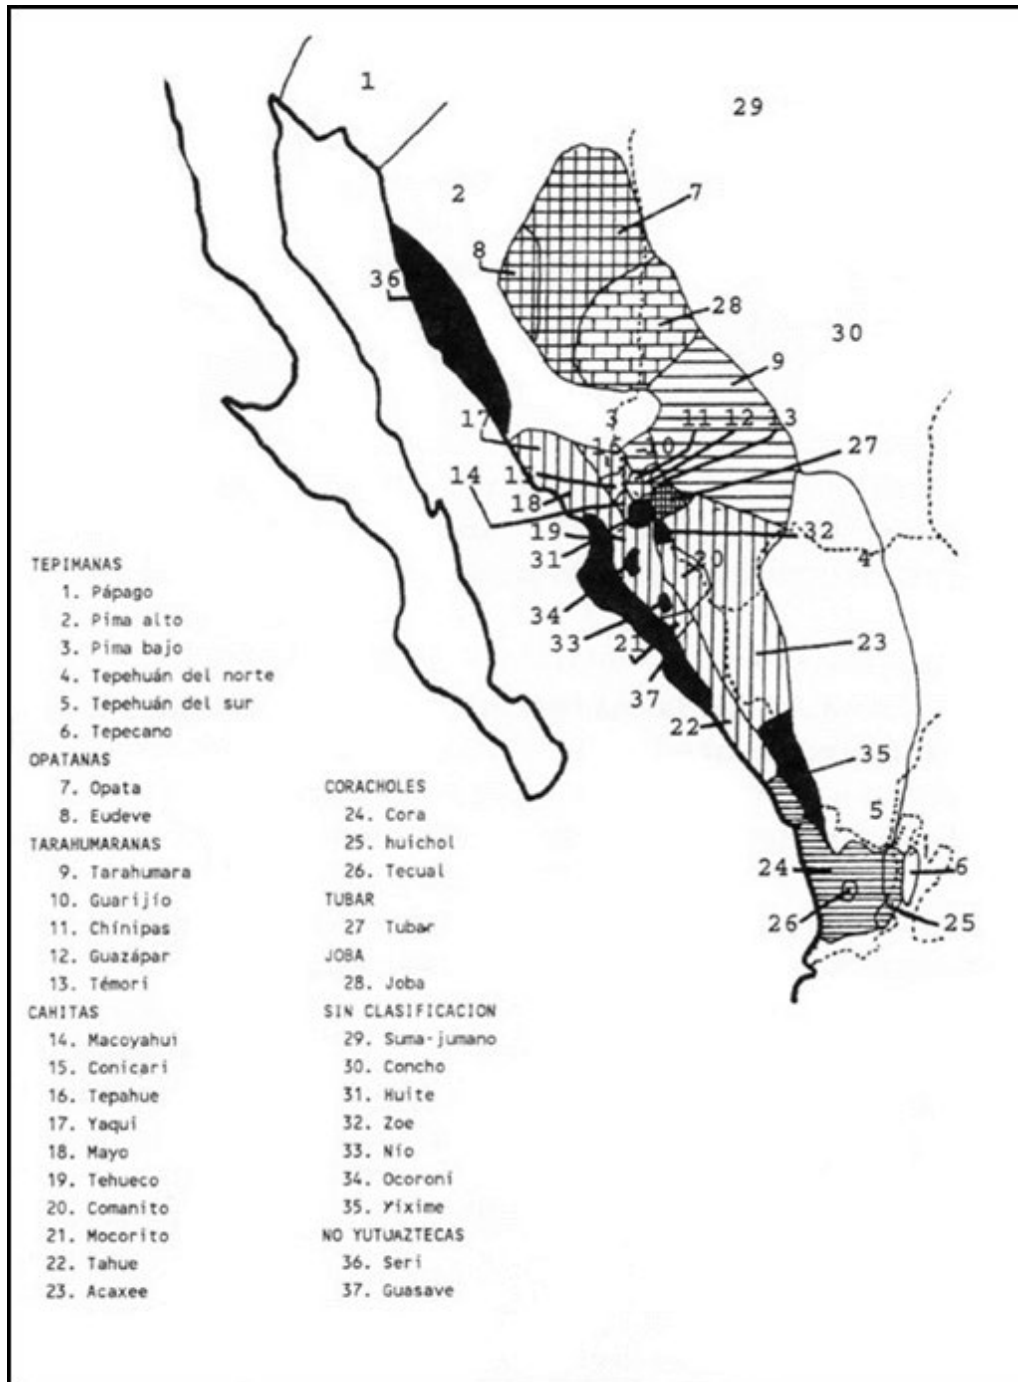 1
29
2
7
8
36
28
30
9
3
11
12
13
17
16
10
27
14
15
18
19
32
31
20
4
34
33
21
23
37
22
35
5
24
6
26
25
TEPIMANAS
1. Pápago
2. Pima alto
3. Pima bajo
4. Tepehuán del norte
5. Tepehuán del sur
6. Tepecano
OPATANAS
7. Opata
8. Eudeve
TARAHUMARANAS
9. Tarahumara
10. Guarijío
11. Chínipas
12. Guazápar
13. Témori
CAHITAS
14. Macoyahui
15. Conicari
16. Tepahue
17. Yaqui
18. Mayo
19. Tehueco
20. Comanito
21. Mocorito
22. Tahue
23. Acaxee
CORACHOLES
24. Cora
25. huichol
26. Tecual
TUBAR
27 Tubar
JOBA
28. Joba
SIN CLASIFICACION
29. Suma-jumano
30. Concho
31. Huite
32. Zoe
33. Nío
34. Ocoroni
35. Yixime
NO YUTUAZTECAS
36. Seri
37. Guasave